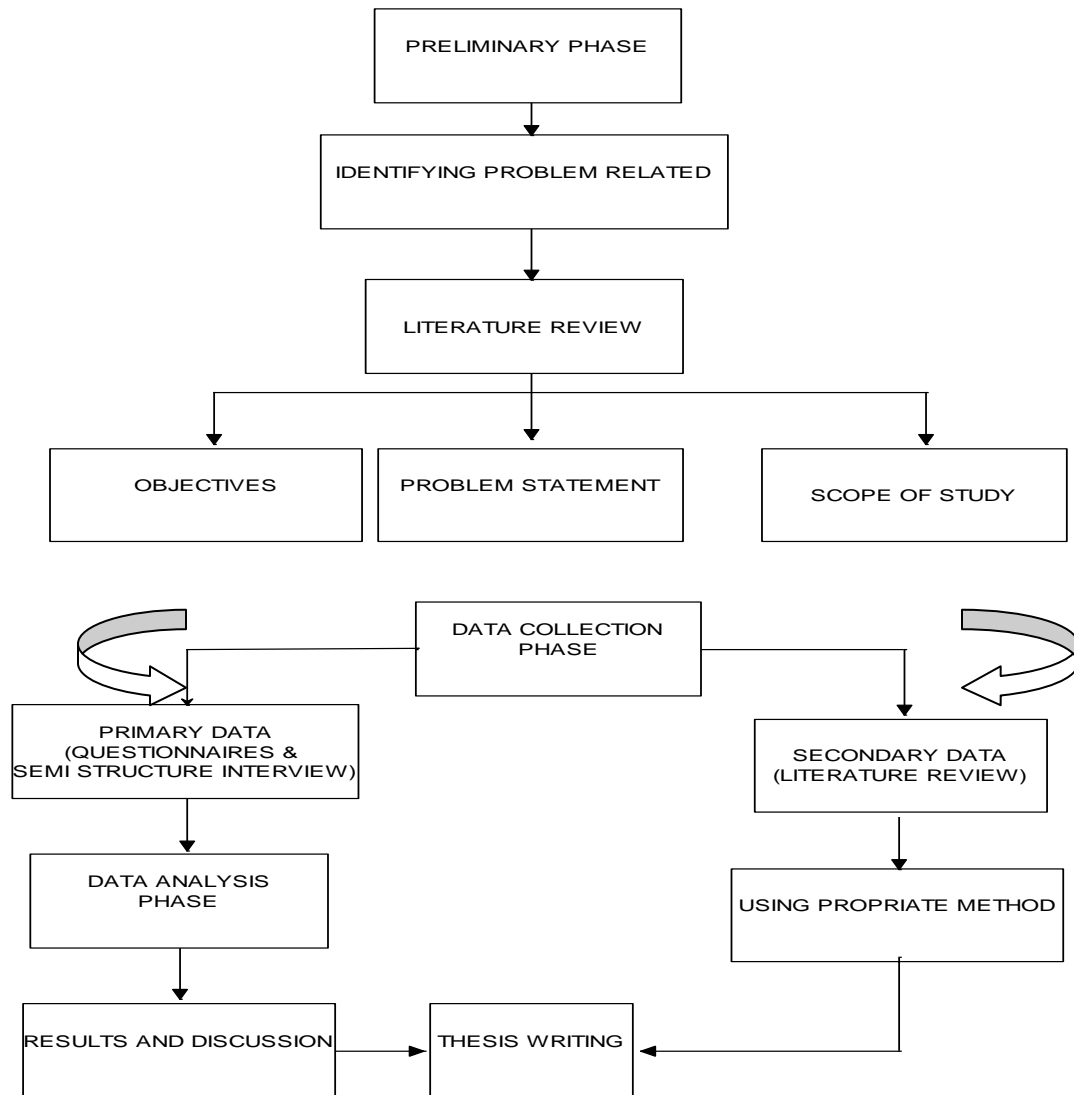 PRELIMINARY PHASE
IDENTIFYING PROBLEM RELATED
LITERATURE REVIEW
OBJECTIVES
PROBLEM STATEMENT
SCOPE OF STUDY
DATA COLLECTION
PHASE
PRIMARY DATA
(QUESTIONNAIRES &
SEMI STRUCTURE INTERVIEW)
SECONDARY DATA
(LITERATURE REVIEW)
DATA ANALYSIS
PHASE
USING PROPRIATE METHOD
RESULTS AND DISCUSSION
THESIS WRITING